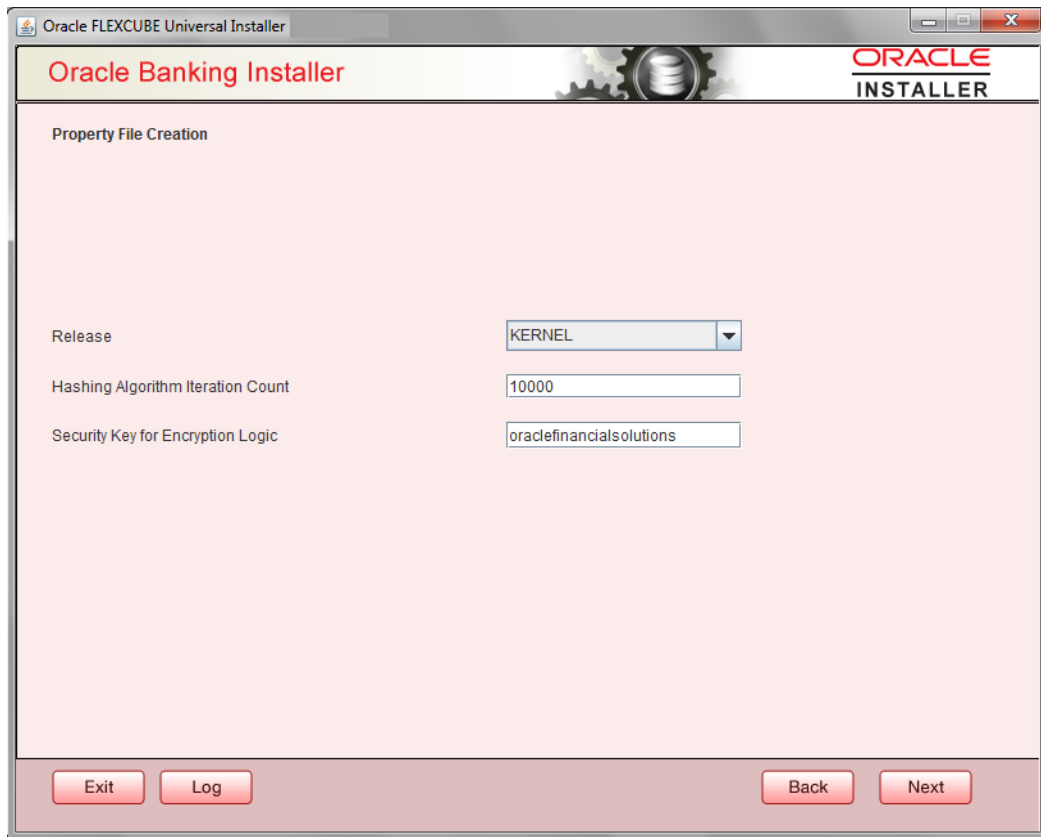 Oracle FLEXCUBE Universal Installer
Oracle Banking Installer
ORACLE
INSTALLER
Property File Creation
Release KERNEL
Hashing Algorithm Iteration Count 10000
Security Key for Encryption Logic oraclefinancialsolutions
Exit Log Back Next